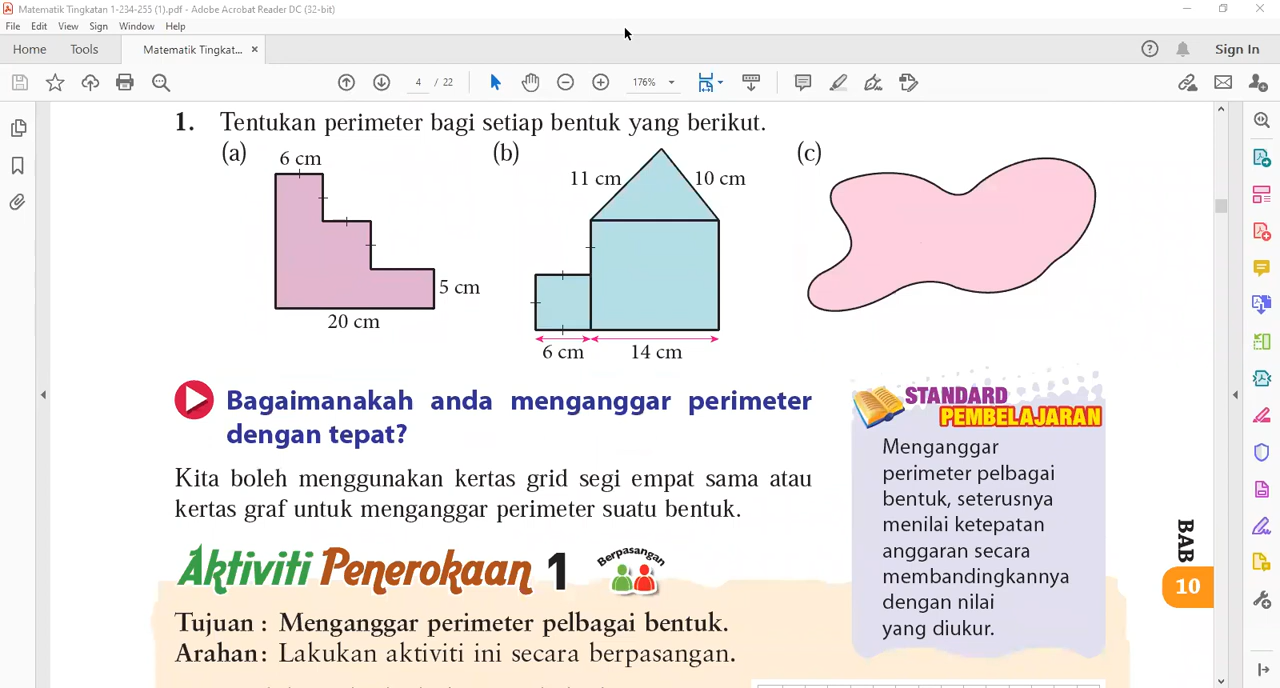 Matematik Tingkatan 1-234-255 (1).pdf - Adobe Acrobat Reader DC (32-bit)
File Edit View Sign Window Help
Home Tools Matematik Tingkat... × Sign In
4 / 22 176%
1. Tentukan perimeter bagi setiap bentuk yang berikut.
(a) (b) (c)
6 cm
11 cm 10 cm
5 cm
20 cm
6 cm 14 cm
Bagaimanakah anda menganggar perimeter
dengan tepat?
Kita boleh menggunakan kertas grid segi empat sama atau
kertas graf untuk menganggar perimeter suatu bentuk.
STANDARD
PEMBELAJARAN
Menganggar
perimeter pelbagai
bentuk, seterusnya
menilai ketepatan
anggaran secara
membandingkannya
dengan nilai
yang diukur.
BAB
10
Aktiviti Penerokaan 1 Berpasangan
Tujuan : Menganggar perimeter pelbagai bentuk.
Arahan : Lakukan aktiviti ini secara berpasangan.